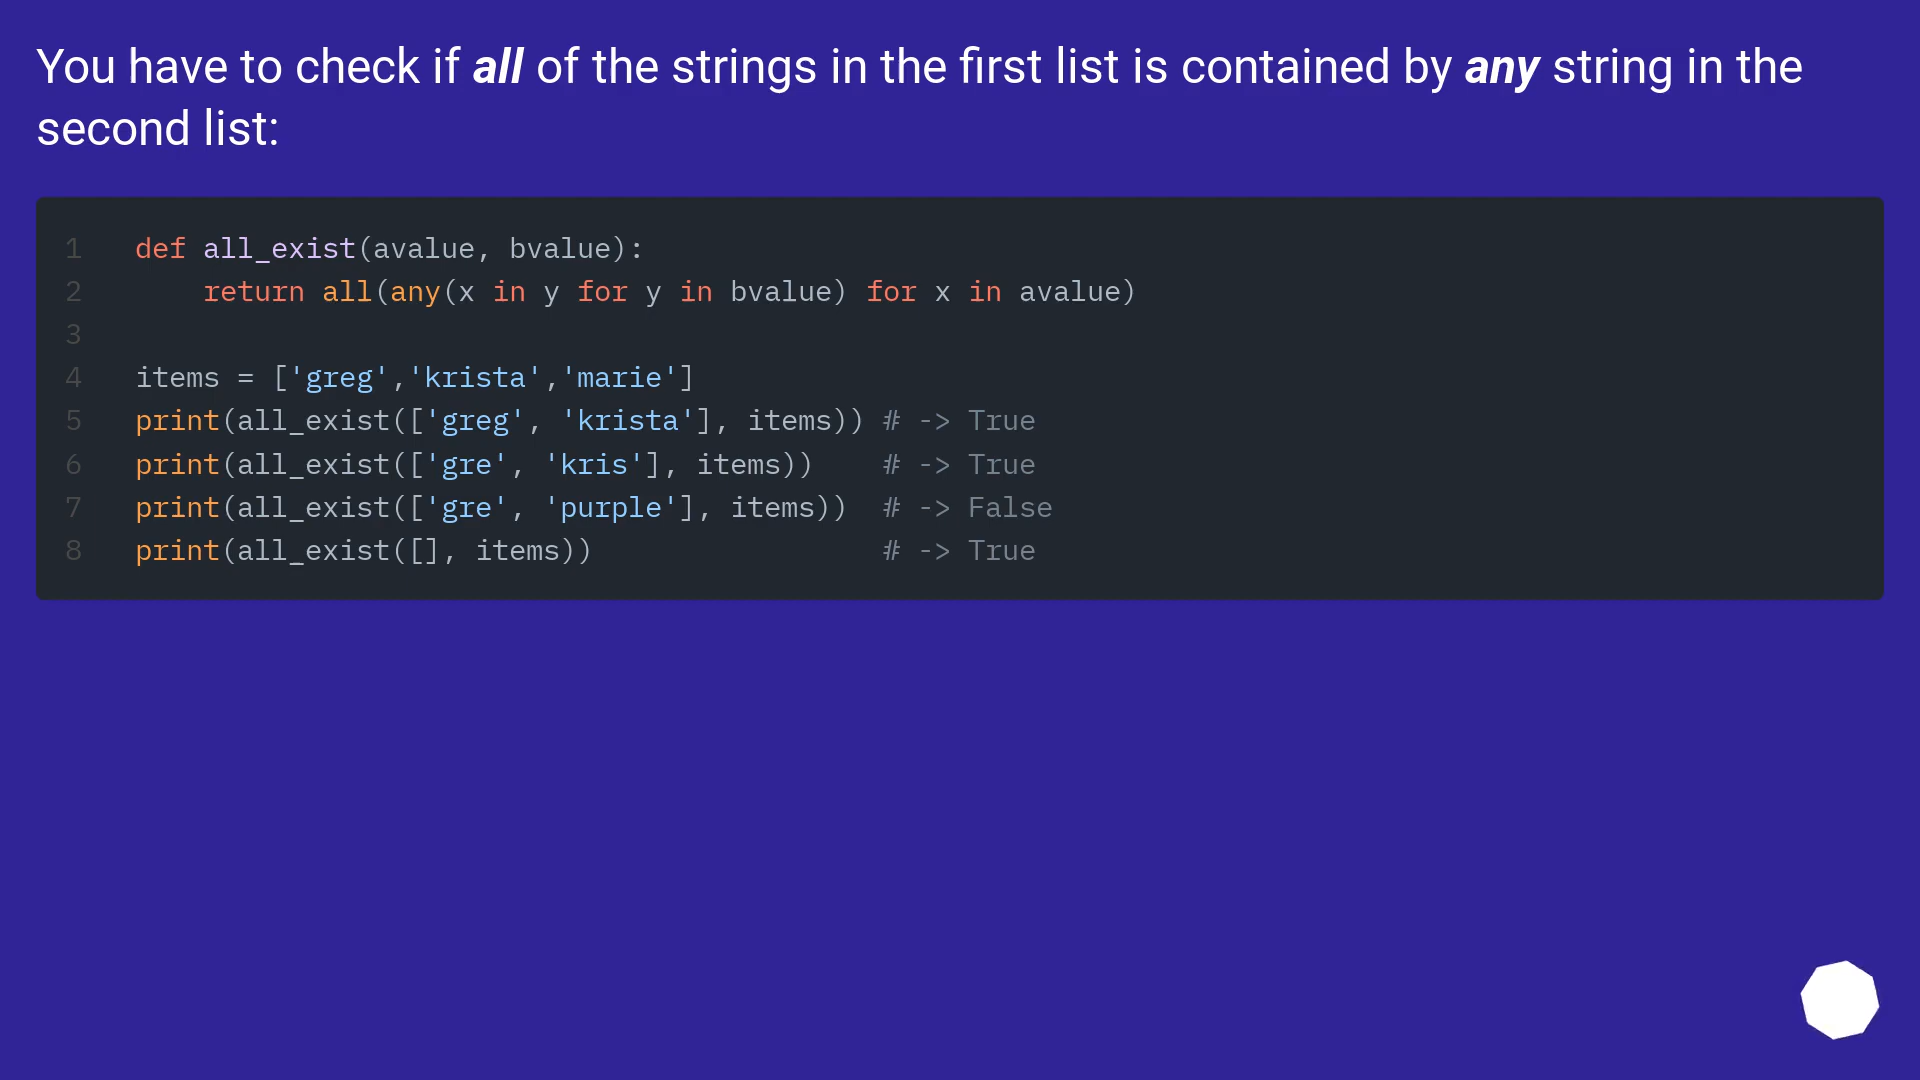 You have to check if all of the strings in the first list is contained by any string in the
second list:
1 def all_exist(avalue, bvalue):
2     return all(any(x in y for y in bvalue) for x in avalue)
3
4 items = ['greg','krista','marie']
5 print(all_exist(['greg', 'krista'], items)) # -> True
6 print(all_exist(['gre', 'kris'], items))    # -> True
7 print(all_exist(['gre', 'purple'], items))  # -> False
8 print(all_exist([], items))                 # -> True